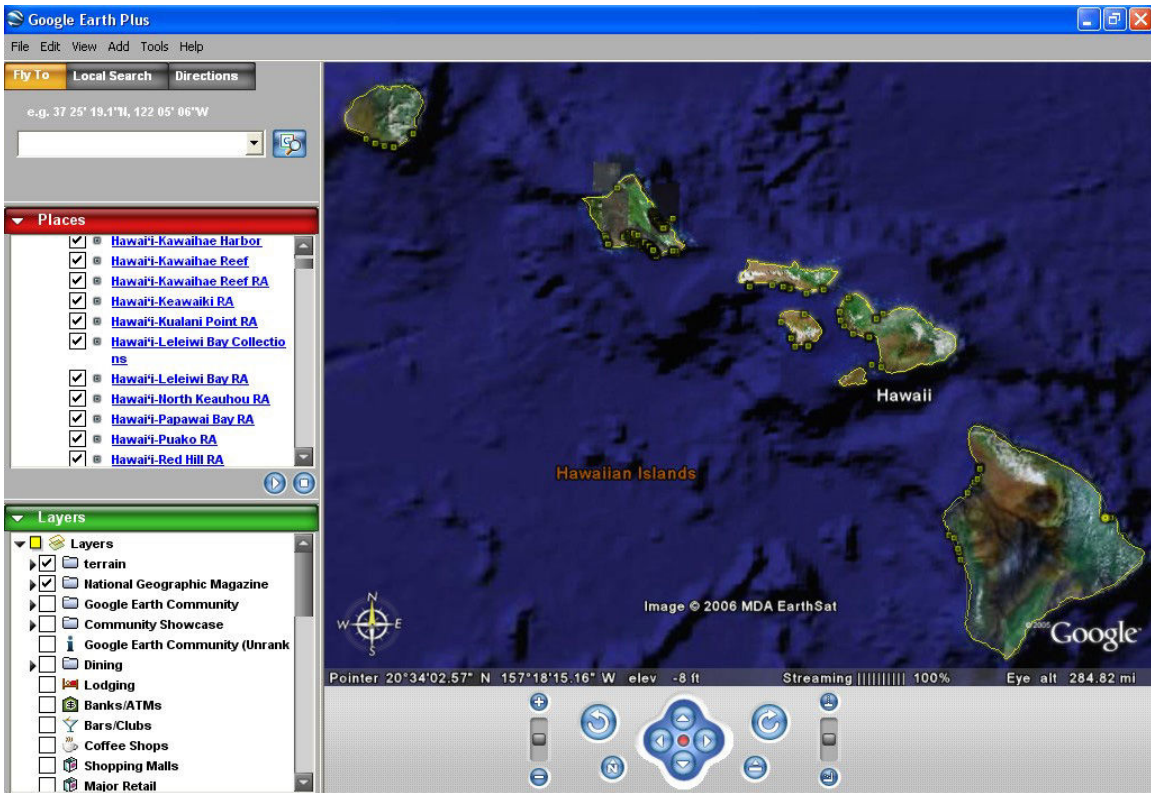 Google Earth Plus
File Edit View Add Tools Help
Fly To Local Search Directions
e.g. 37 25' 19.1"N, 122 05' 06"W
Places
Hawai‘i-Kawaihae Harbor
Hawai‘i-Kawaihae Reef
Hawai‘i-Kawaihae Reef RA
Hawai‘i-Keawaiki RA
Hawai‘i-Kualani Point RA
Hawai‘i-Leleiwi Bay Collectio
ns
Hawai‘i-Leleiwi Bay RA
Hawai‘i-North Keauhou RA
Hawai‘i-Papawai Bay RA
Hawai‘i-Puako RA
Hawai‘i-Red Hill RA
Layers
Layers
terrain
National Geographic Magazine
Google Earth Community
Community Showcase
Google Earth Community (Unrank
Dining
Lodging
Banks/ATMs
Bars/Clubs
Coffee Shops
Shopping Malls
Major Retail
Hawaii
Hawaiian Islands
N
W E
S
Image © 2006 MDA EarthSat
©2005 Google
Pointer 20°34'02.57" N 157°18'15.16" W elev -8 ft Streaming |||||||||| 100% Eye alt 284.82 mi
N